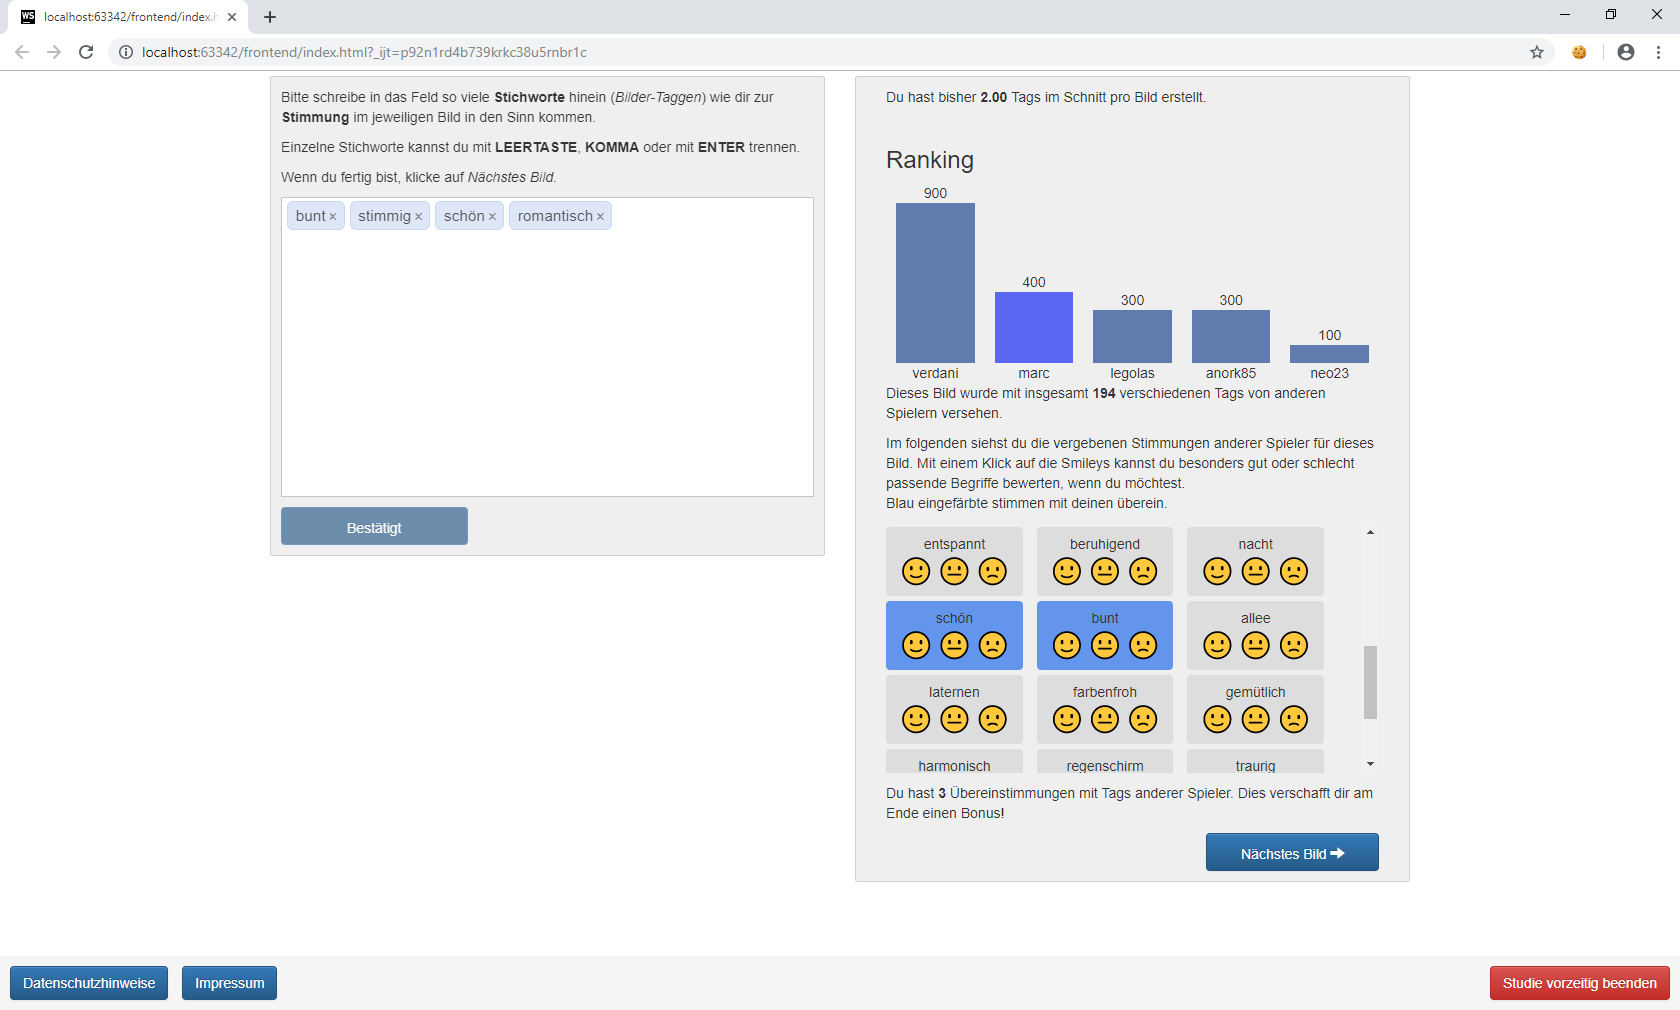 WS localhost:63342/frontend/index.h
localhost:63342/frontend/index.html?_ijt=p92n1rd4b739krkc38u5rnbr1c
Bitte schreibe in das Feld so viele Stichworte hinein (Bilder-Taggen) wie dir zur
Stimmung im jeweiligen Bild in den Sinn kommen.
Einzelne Stichworte kannst du mit LEERTASTE, KOMMA oder mit ENTER trennen.
Wenn du fertig bist, klicke auf Nächstes Bild.
bunt× stimmig× schön× romantisch×
Bestätigt
Du hast bisher 2.00 Tags im Schnitt pro Bild erstellt.
Ranking
900
400
300 300
100
verdani marc legolas anork85 neo23
Dieses Bild wurde mit insgesamt 194 verschiedenen Tags von anderen
Spielern versehen.
Im folgenden siehst du die vergebenen Stimmungen anderer Spieler für dieses
Bild. Mit einem Klick auf die Smileys kannst du besonders gut oder schlecht
passende Begriffe bewerten, wenn du möchtest.
Blau eingefärbte stimmen mit deinen überein.
entspannt beruhigend nacht
schön bunt allee
laternen farbenfroh gemütlich
harmonisch regenschirm traurig
Du hast 3 Übereinstimmungen mit Tags anderer Spieler. Dies verschafft dir am
Ende einen Bonus!
Nächstes Bild
Datenschutzhinweise Impressum Studie vorzeitig beenden